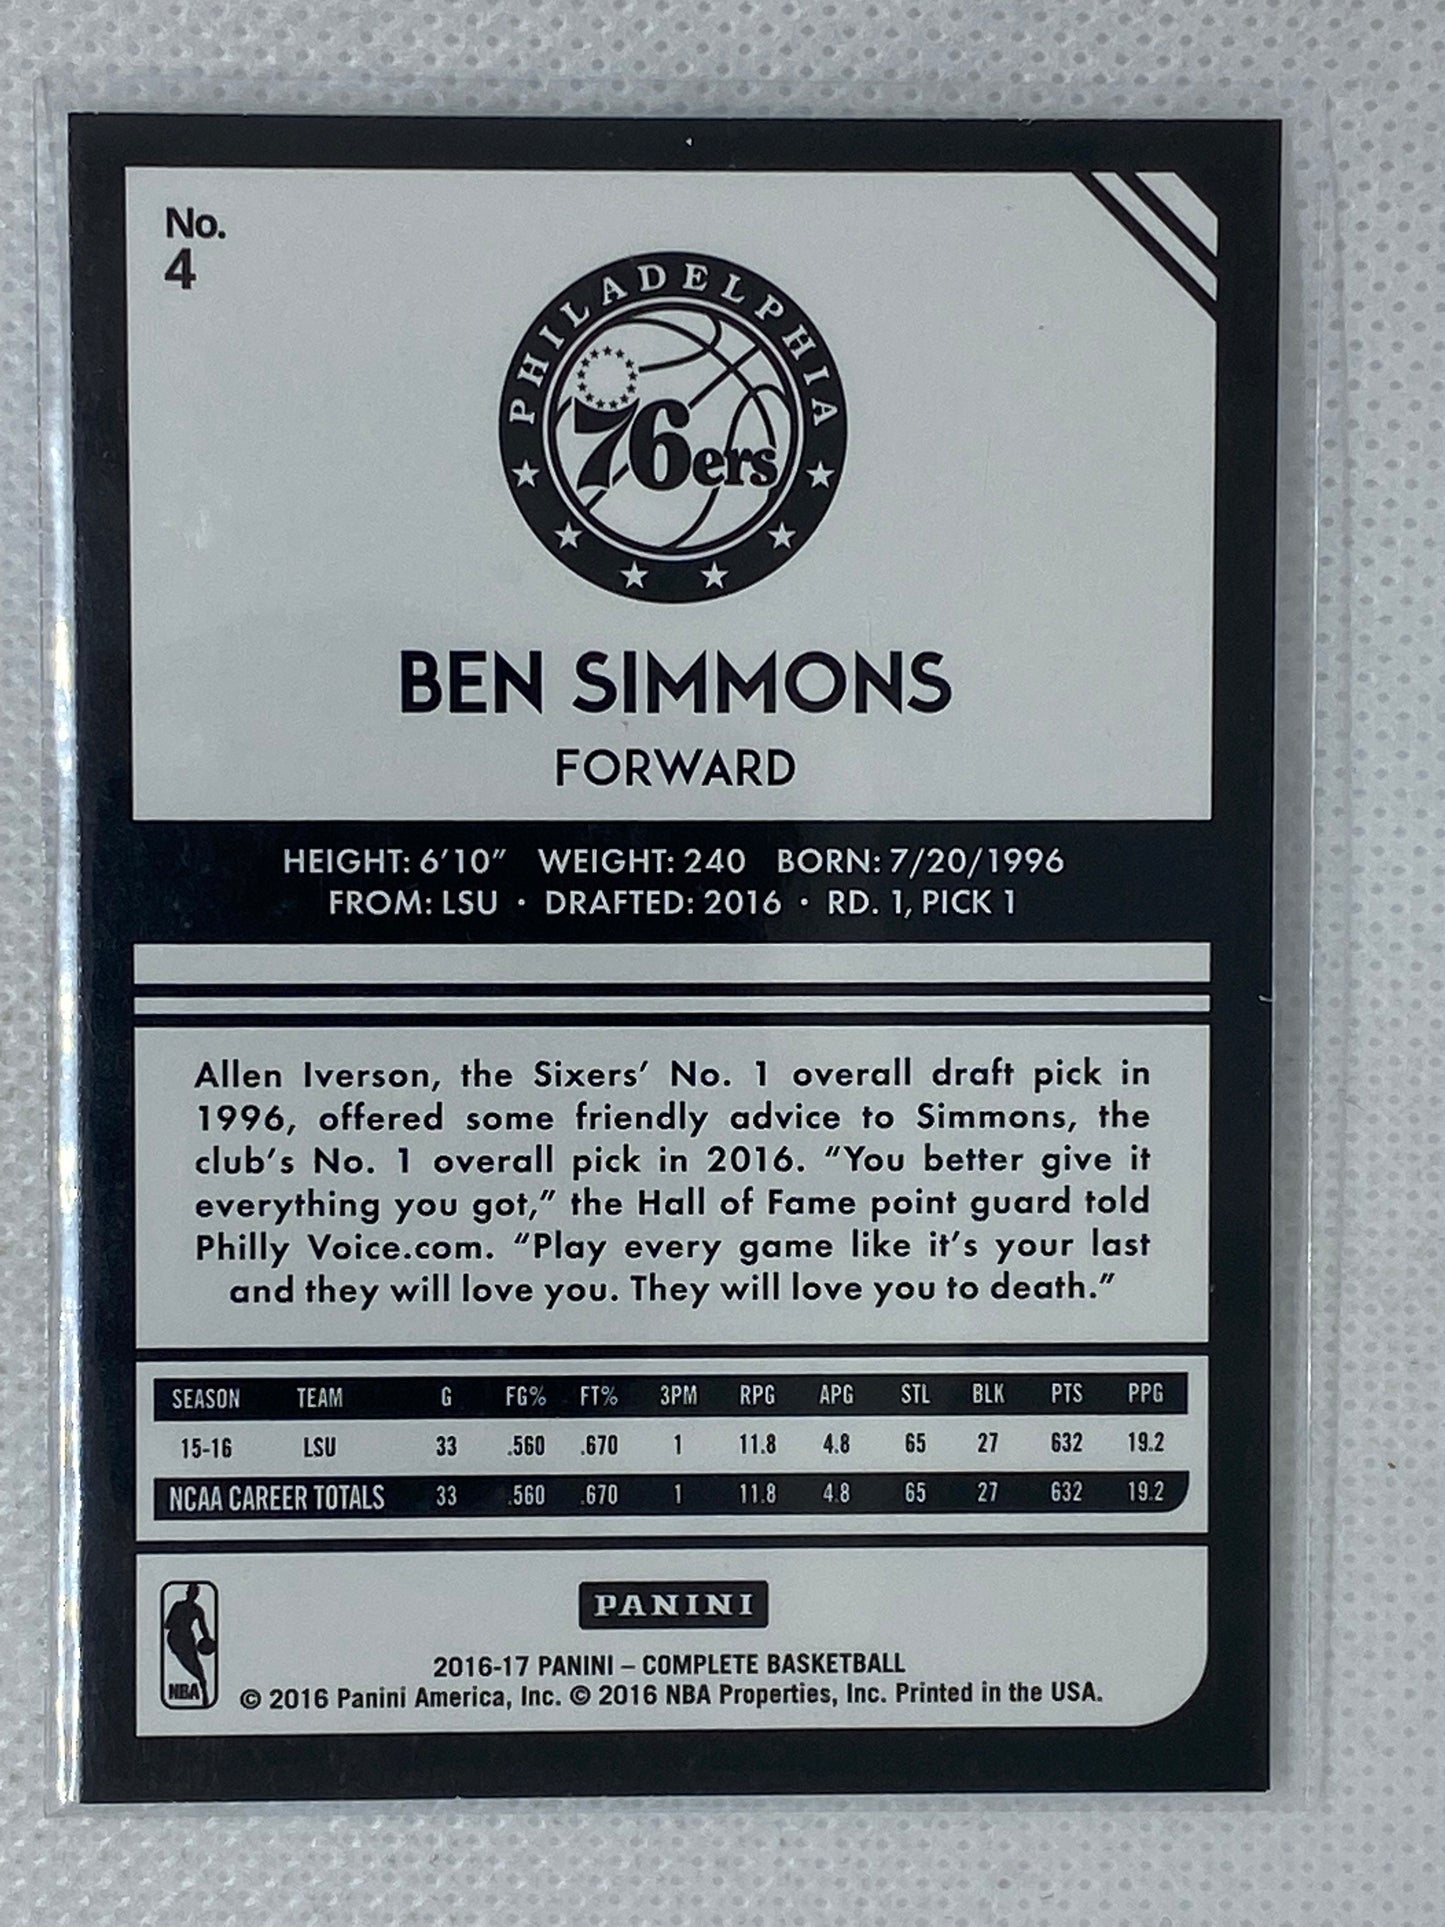 No.
4
PHILADELPHIA
76ers
BEN SIMMONS
FORWARD
HEIGHT: 6'10" WEIGHT: 240 BORN: 7/20/1996
FROM: LSU • DRAFTED: 2016 • RD. 1, PICK 1
Allen Iverson, the Sixers' No. 1 overall draft pick in
1996, offered some friendly advice to Simmons, the
club's No. 1 overall pick in 2016. "You better give it
everything you got," the Hall of Fame point guard told
Philly Voice.com. "Play every game like it's your last
and they will love you. They will love you to death."
SEASON TEAM G FG% FT% 3PM RPG APG STL BLK PTS PPG
15-16 LSU 33 .560 .670 1 11.8 4.8 65 27 632 19.2
NCAA CAREER TOTALS 33 .560 .670 1 11.8 4.8 65 27 632 19.2
NBA
PANINI
2016-17 PANINI – COMPLETE BASKETBALL
© 2016 Panini America, Inc. © 2016 NBA Properties, Inc. Printed in the USA.